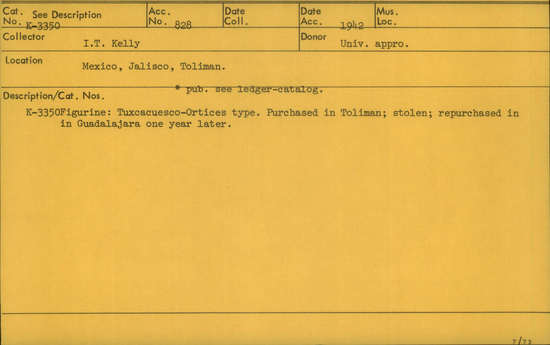 Cat. No. See Description K-3350 Acc. No. 828 Date Coll. Date Acc. 1942 Mus. Loc.
Collector I.T. Kelly Donor Univ. appro.
Location Mexico, Jalisco, Toliman.
* pub. see ledger-catalog.
Description/Cat. Nos.
K-3350Figurine: Tuxcacuesco-Ortices type. Purchased in Toliman; stolen; repurchased in
in Guadalajara one year later.